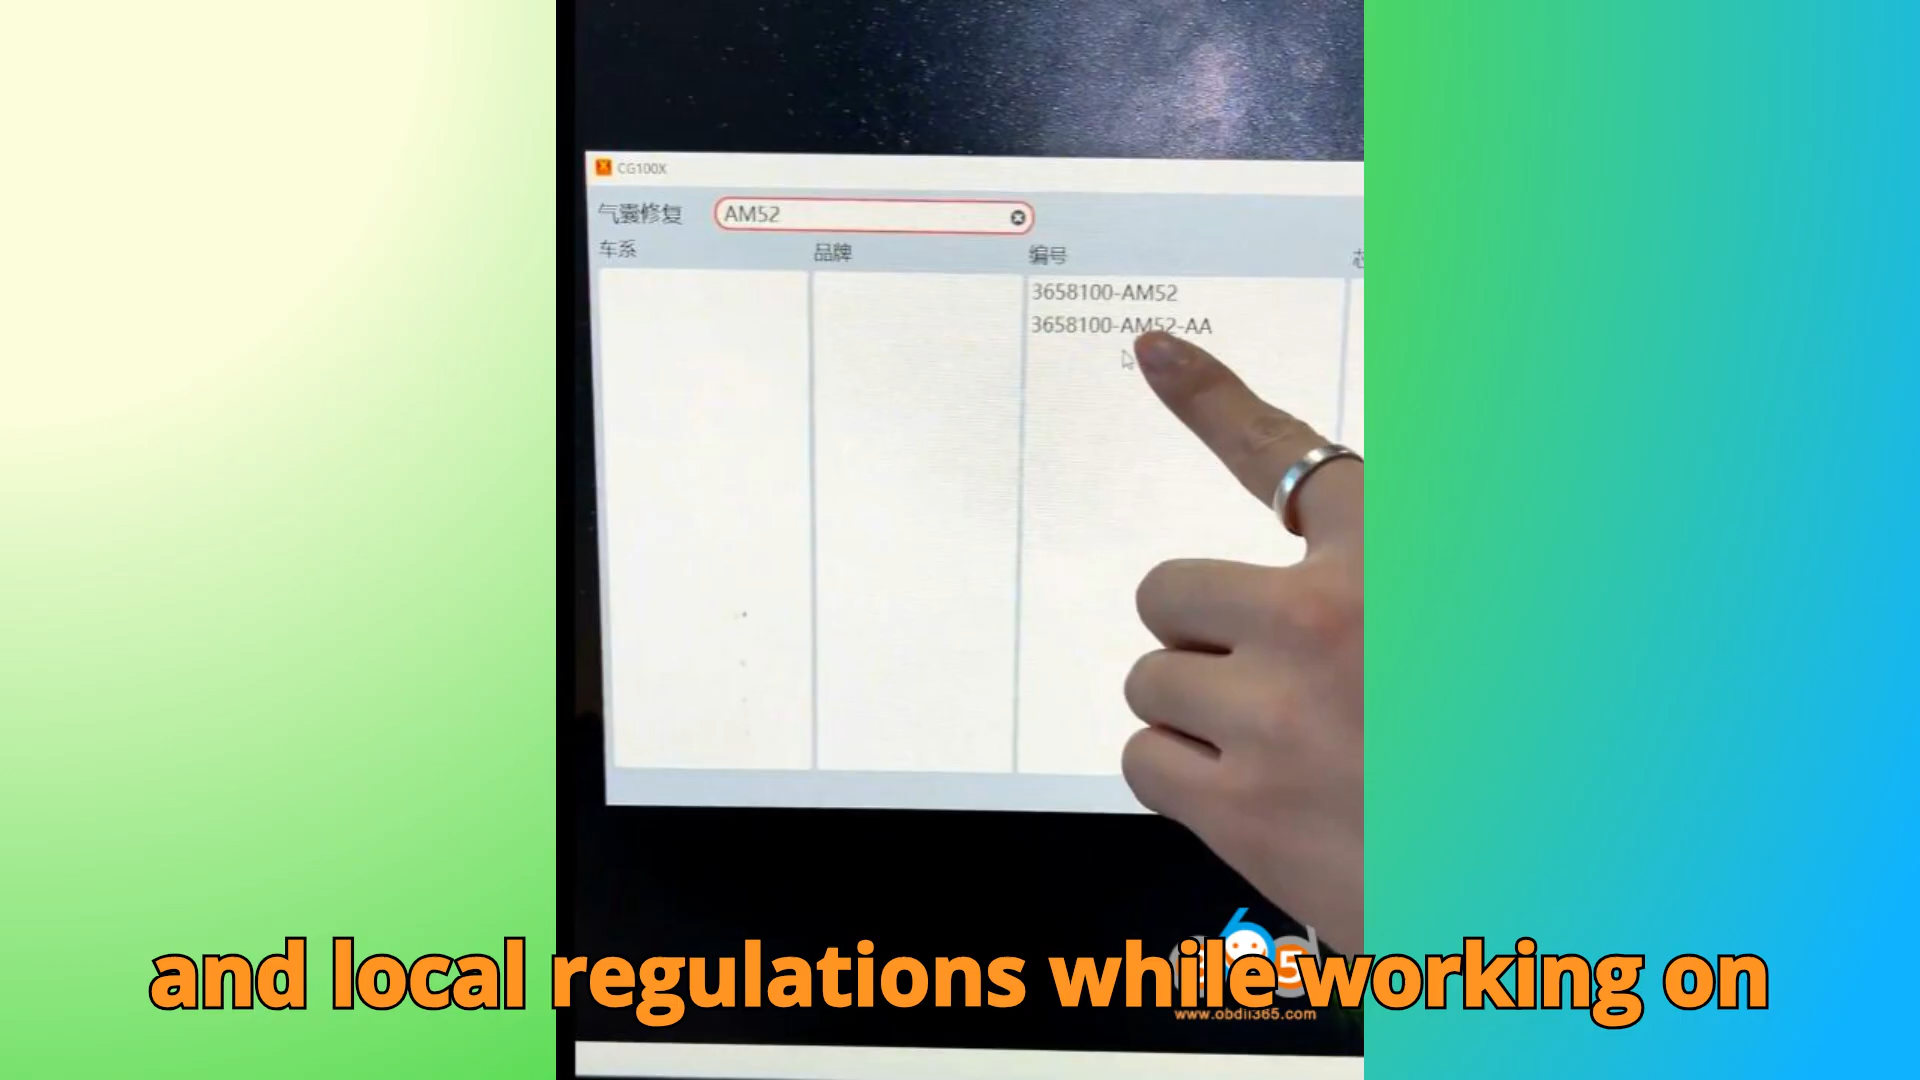 CG100X
气囊修复 AM52
车系 品牌 编号
3658100-AM52
3658100-AM52-AA
and local regulations while working on
www.obdii365.com